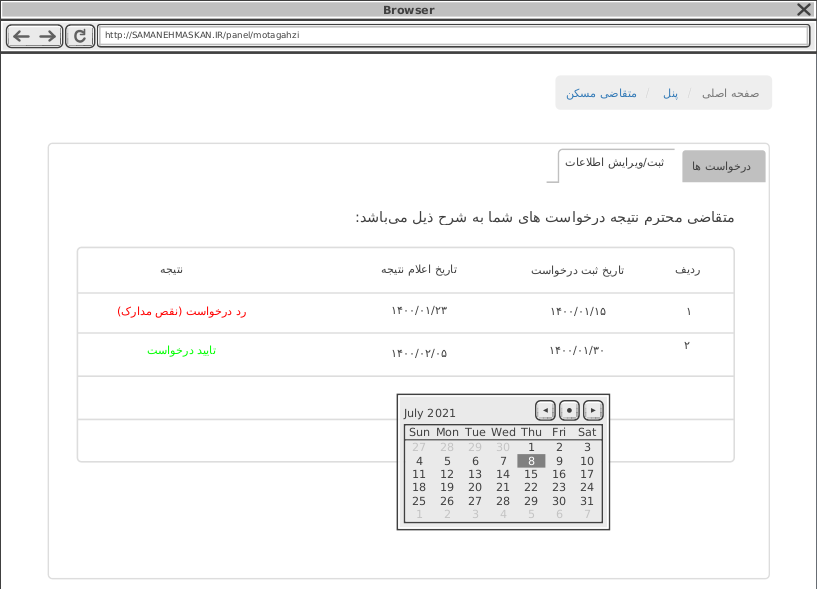 Browser
http://SAMANEHMASKAN.IR/panel/motagahzi
صفحه اصلی / پنل / متقاضی مسکن
درخواست ها
ثبت/ویرایش اطلاعات
متقاضی محترم نتیجه درخواست های شما به شرح ذیل می‌باشد:
ردیف تاریخ ثبت درخواست تاریخ اعلام نتیجه نتیجه
۱ ۱۴۰۰/۰۱/۱۵ ۱۴۰۰/۰۱/۲۳ رد درخواست (نقص مدارک)
۲ ۱۴۰۰/۰۱/۳۰ ۱۴۰۰/۰۲/۰۵ تایید درخواست
July 2021
Sun Mon Tue Wed Thu Fri Sat
27 28 29 30 1 2 3
4 5 6 7 8 9 10
11 12 13 14 15 16 17
18 19 20 21 22 23 24
25 26 27 28 29 30 31
1 2 3 4 5 6 7